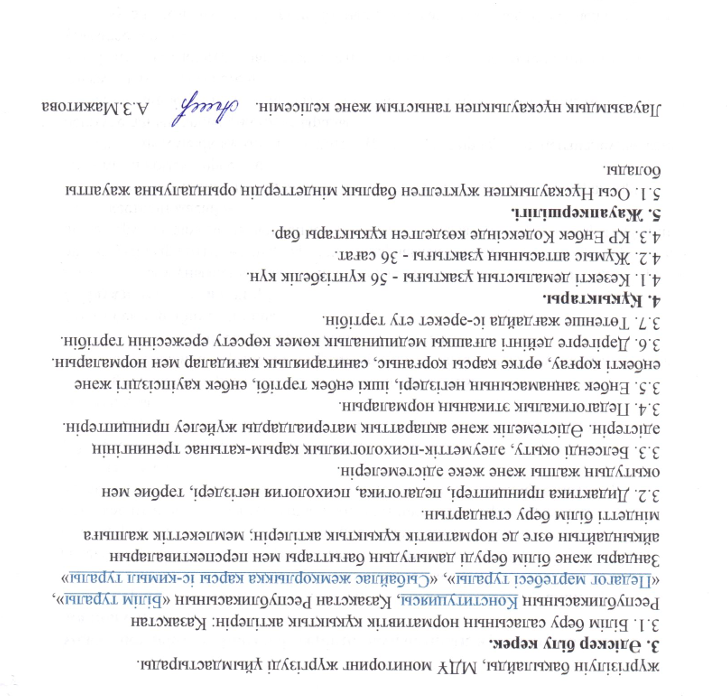 жүргізілуін бақылайды, МДҰ мониторинг жүргізуді ұйымдастырады.
3. Әдіскер білу керек.
3.1. Білім беру саласының нормативтік құқықтық актілерін: Қазақстан
Республикасының Конституциясы, Қазақстан Республикасының «Білім туралы»,
«Педагог мәртебесі туралы», «Сыбайлас жемқорлыққа қарсы іс-қимыл туралы»
Заңдары және білім беруді дамытудың бағыттары мен перспективаларын
айқындайтын өзге де нормативтік құқықтық актілерін; мемлекеттік жалпыға
міндетті білім беру стандартын.
3.2. Дидактика принциптері, педагогика, психология негіздері, тәрбие мен
оқытудың жалпы және жеке әдістемелерін.
3.3. Белсенді оқыту, әлеуметтік-психологиялық қарым-қатынас тренингінің
әдістерін. Әдістемелік және ақпараттық материалдарды жүйелеу принциптерін.
3.4. Педагогикалық этиканың нормаларын.
3.5. Еңбек заңнамасының негіздері, ішкі еңбек тәртібі, еңбек қауіпсіздігі және
еңбекті қорғау, өртке қарсы қорғаныс, санитариялық қағидалар мен нормаларын.
3.6. Дәрігерге дейінгі алғашқы медициналық көмек көрсету ережесінің тәртібін.
3.7. Төтенше жағдайда іс-әрекет ету тәртібін.
4. Құқықтары.
4.1. Кезекті демалыстың ұзақтығы - 56 күнтізбелік күн.
4.2. Жұмыс аптасының ұзақтығы - 36 сағат.
4.3. ҚР Еңбек Кодексінде көзделген құқықтары бар.
5. Жауапкершілігі.
5.1. Осы Нұсқаулықпен жүктелген барлық міндеттердің орындалуына жауапты
болады.
Лауазымдық нұсқаулықпен таныстым және келісемін. А.З.Мажитова